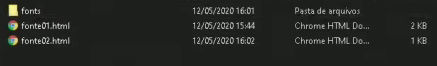 fonts 12/05/2020 16:01 Pasta de arquivos
fonte01.html 12/05/2020 15:44 Chrome HTML Do... 2 KB
fonte02.html 12/05/2020 16:02 Chrome HTML Do... 1 KB